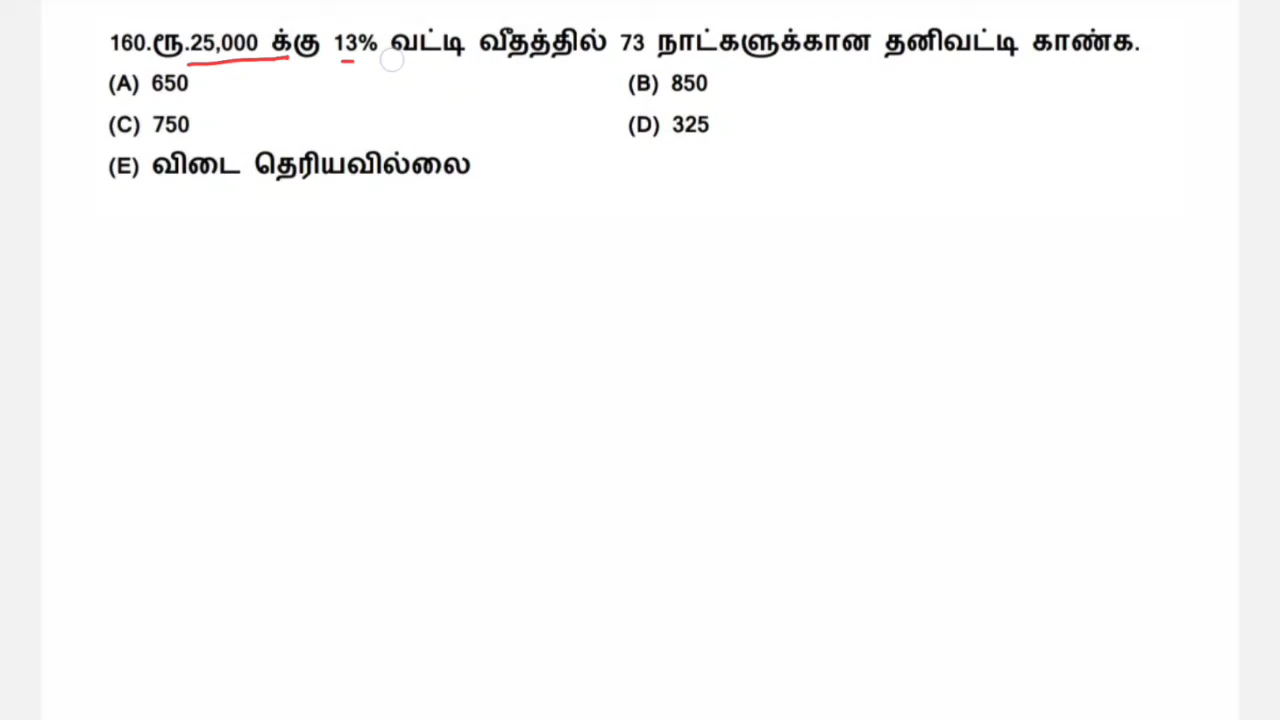 160.ரூ.25,000 க்கு 13% வட்டி வீதத்தில் 73 நாட்களுக்கான தனிவட்டி காண்க.
(A) 650 (B) 850
(C) 750 (D) 325
(E) விடை தெரியவில்லை